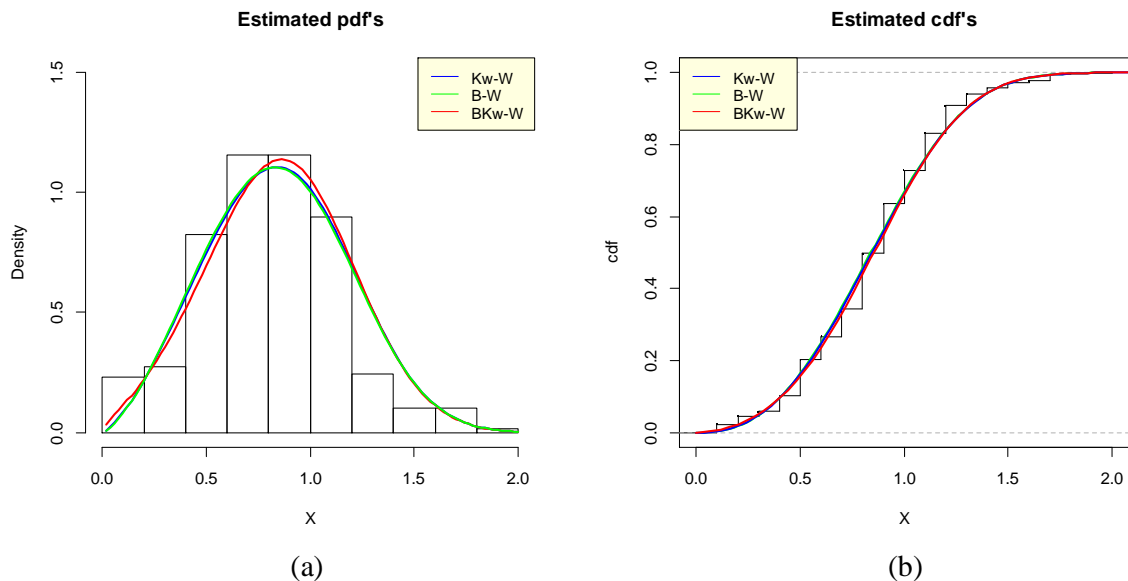 Estimated pdf's
Kw-W
B-W
BKw-W
1.5
1.0
0.5
0.0
Density
0.0 0.5 1.0 1.5 2.0
X
(a)
Estimated cdf's
Kw-W
B-W
BKw-W
1.0
0.8
0.6
0.4
0.2
0.0
cdf
0.0 0.5 1.0 1.5 2.0
X
(b)